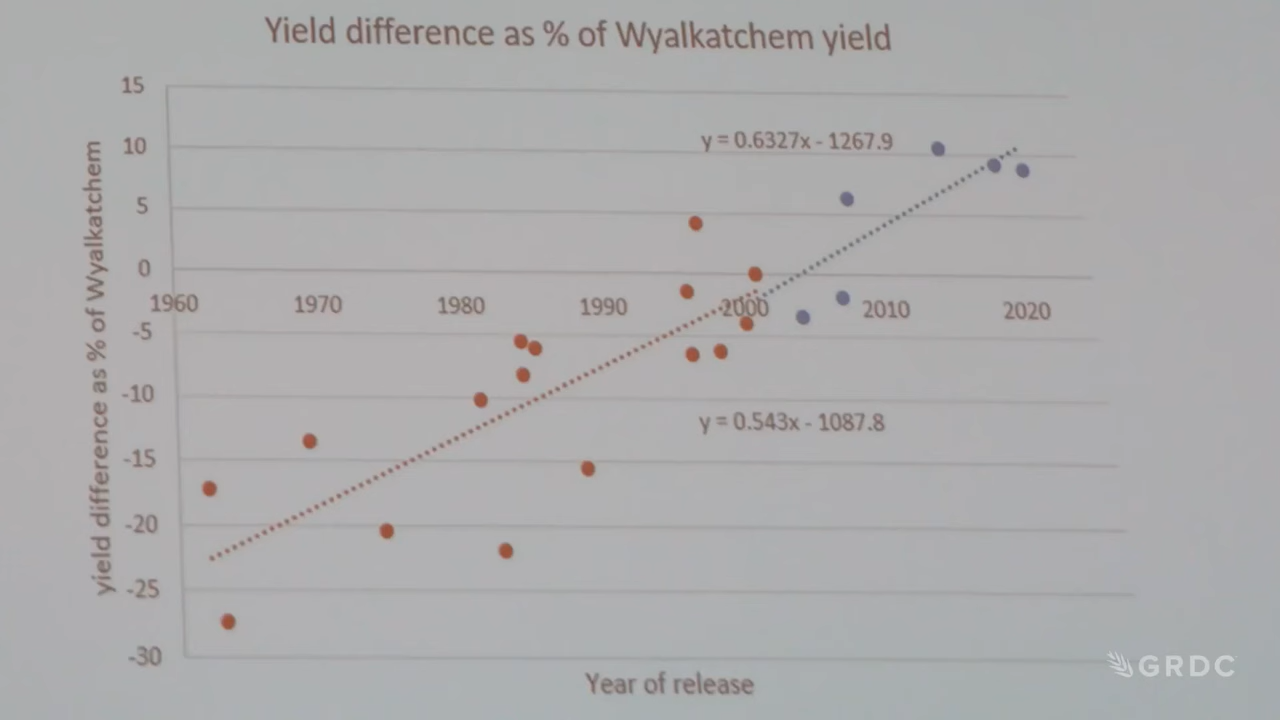 Yield difference as % of Wyalkatchem yield
15
10
5
0
-5
-10
-15
-20
-25
-30
yield difference as % of Wyalkatchem
y = 0.6327x - 1267.9
1960 1970 1980 1990 2000 2010 2020
y = 0.543x - 1087.8
Year of release
GRDC